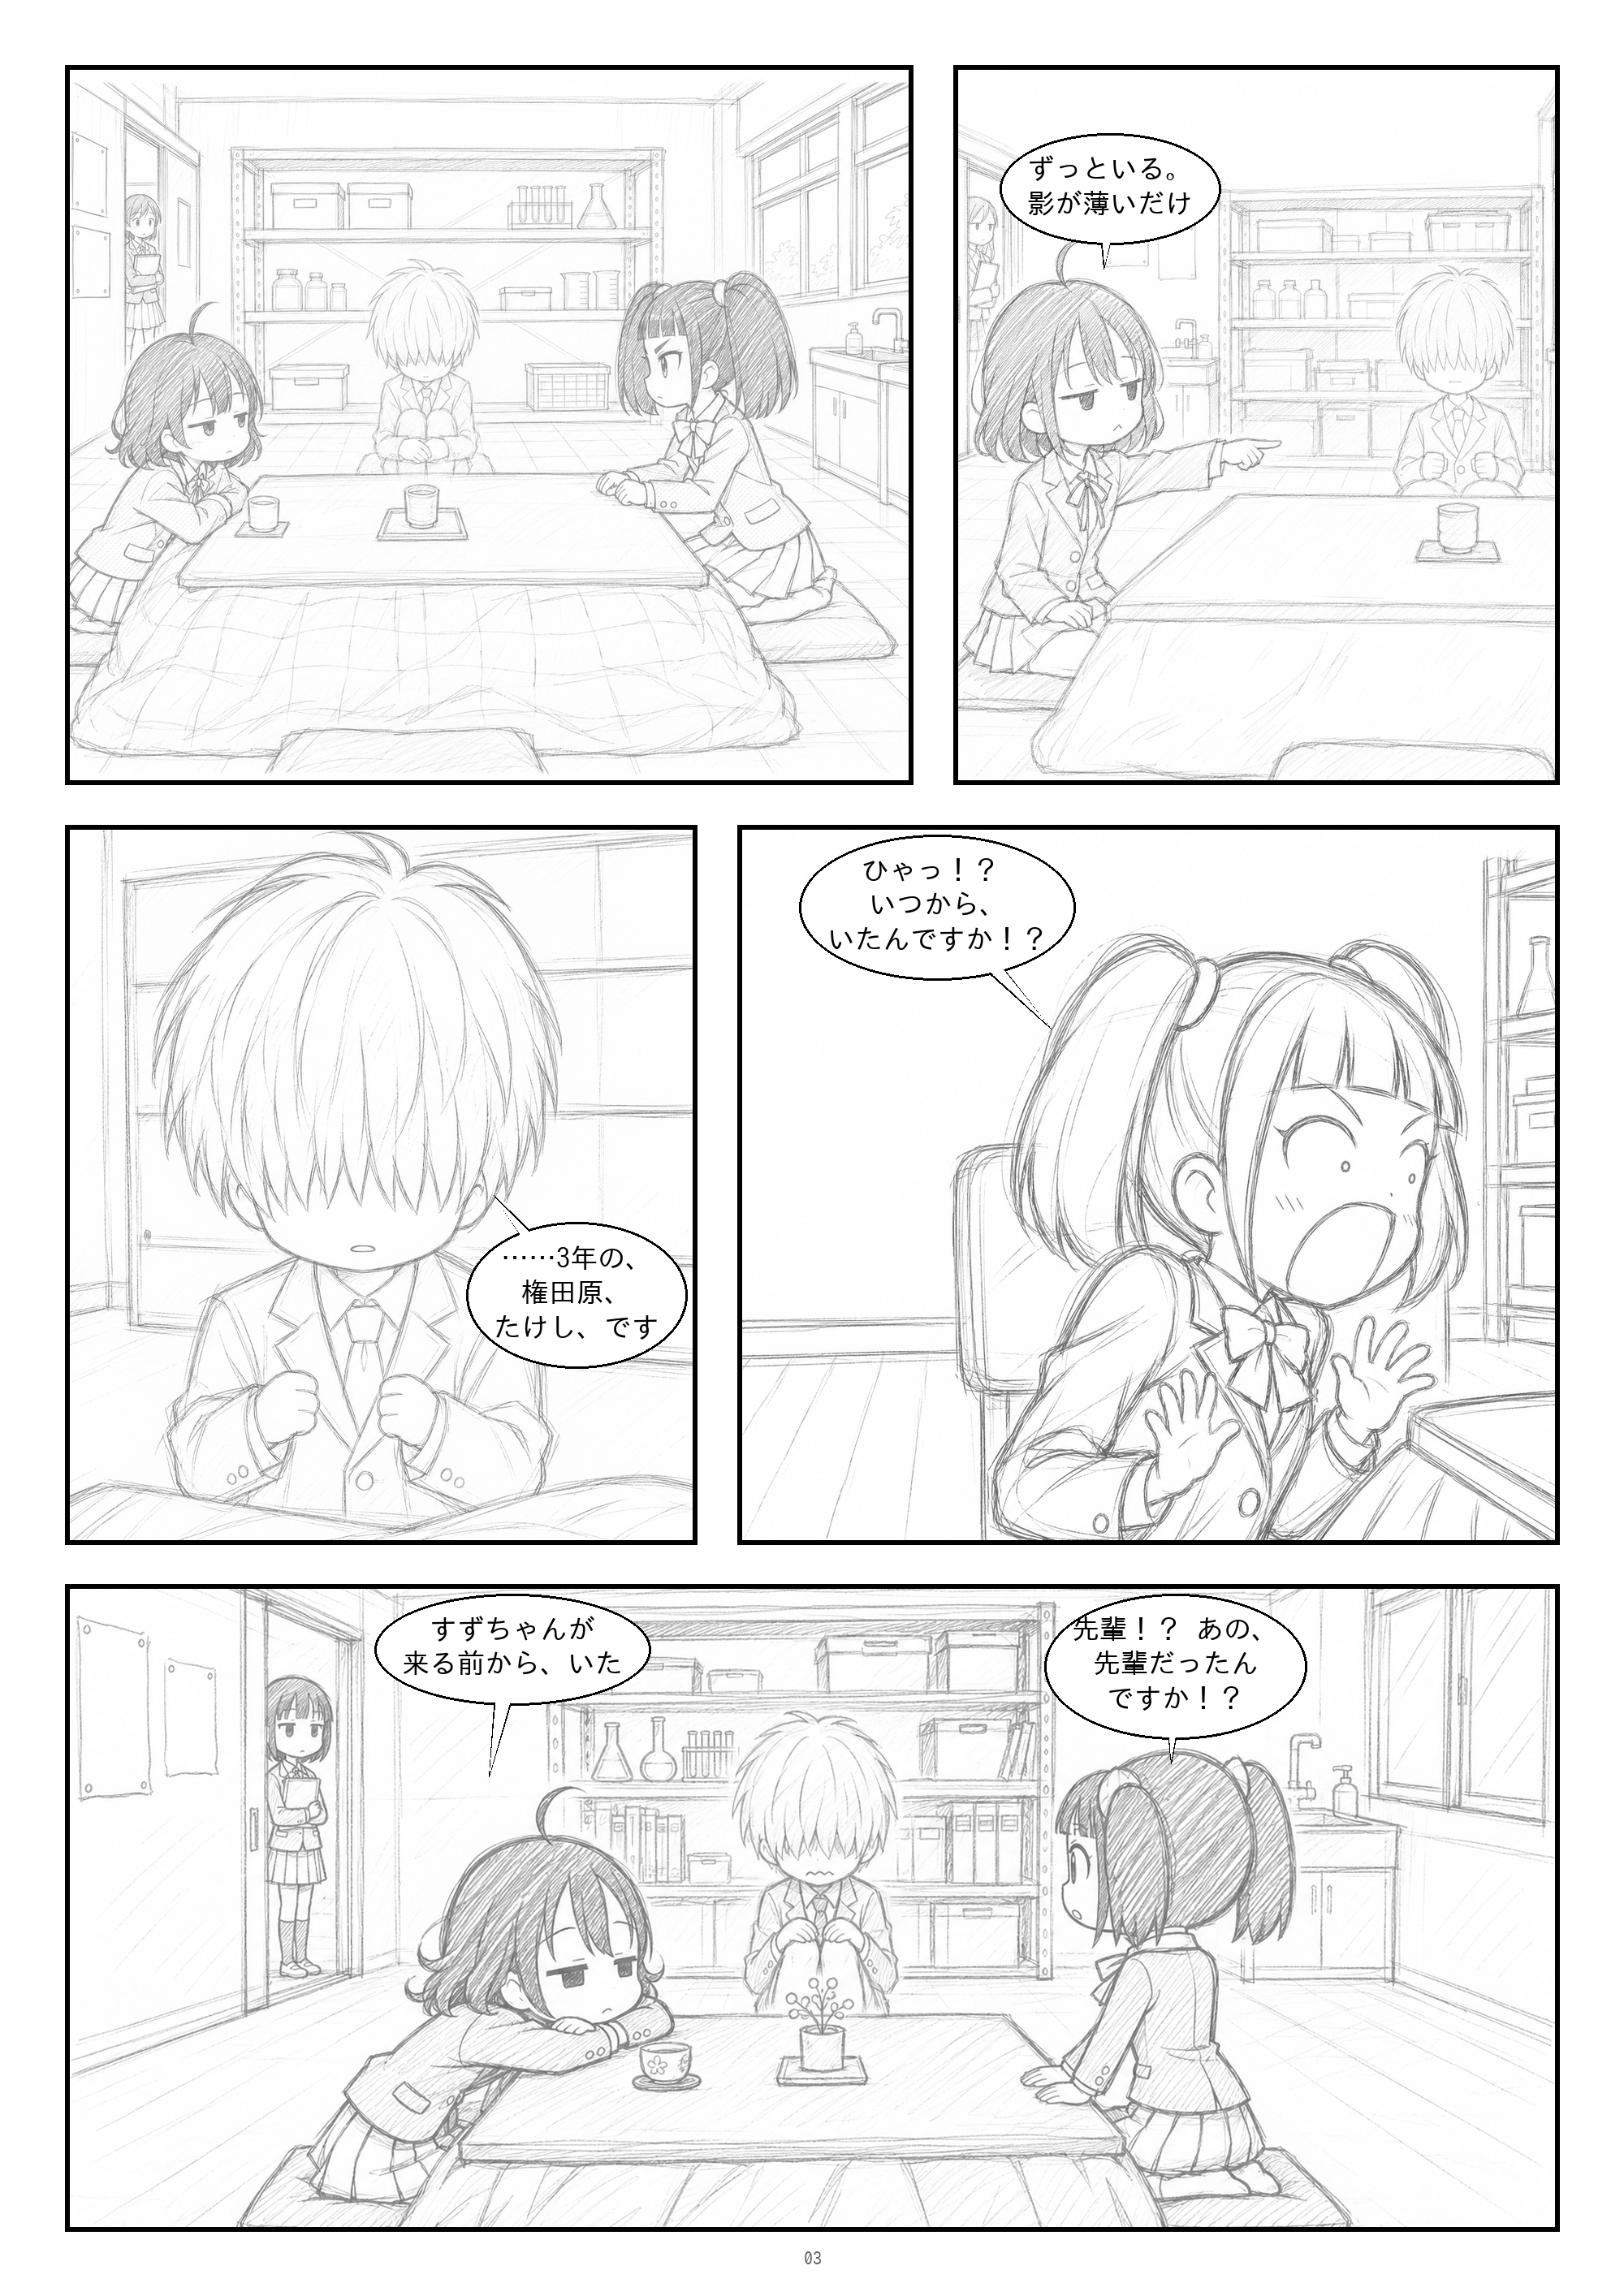 ずっといる。
影が薄いだけ
ひゃっ！？
いつから、
いたんですか！？
……3年の、
権田原、
たけし、です
先輩！？ あの、
先輩だったん
ですか！？
すずちゃんが
来る前から、いた
03